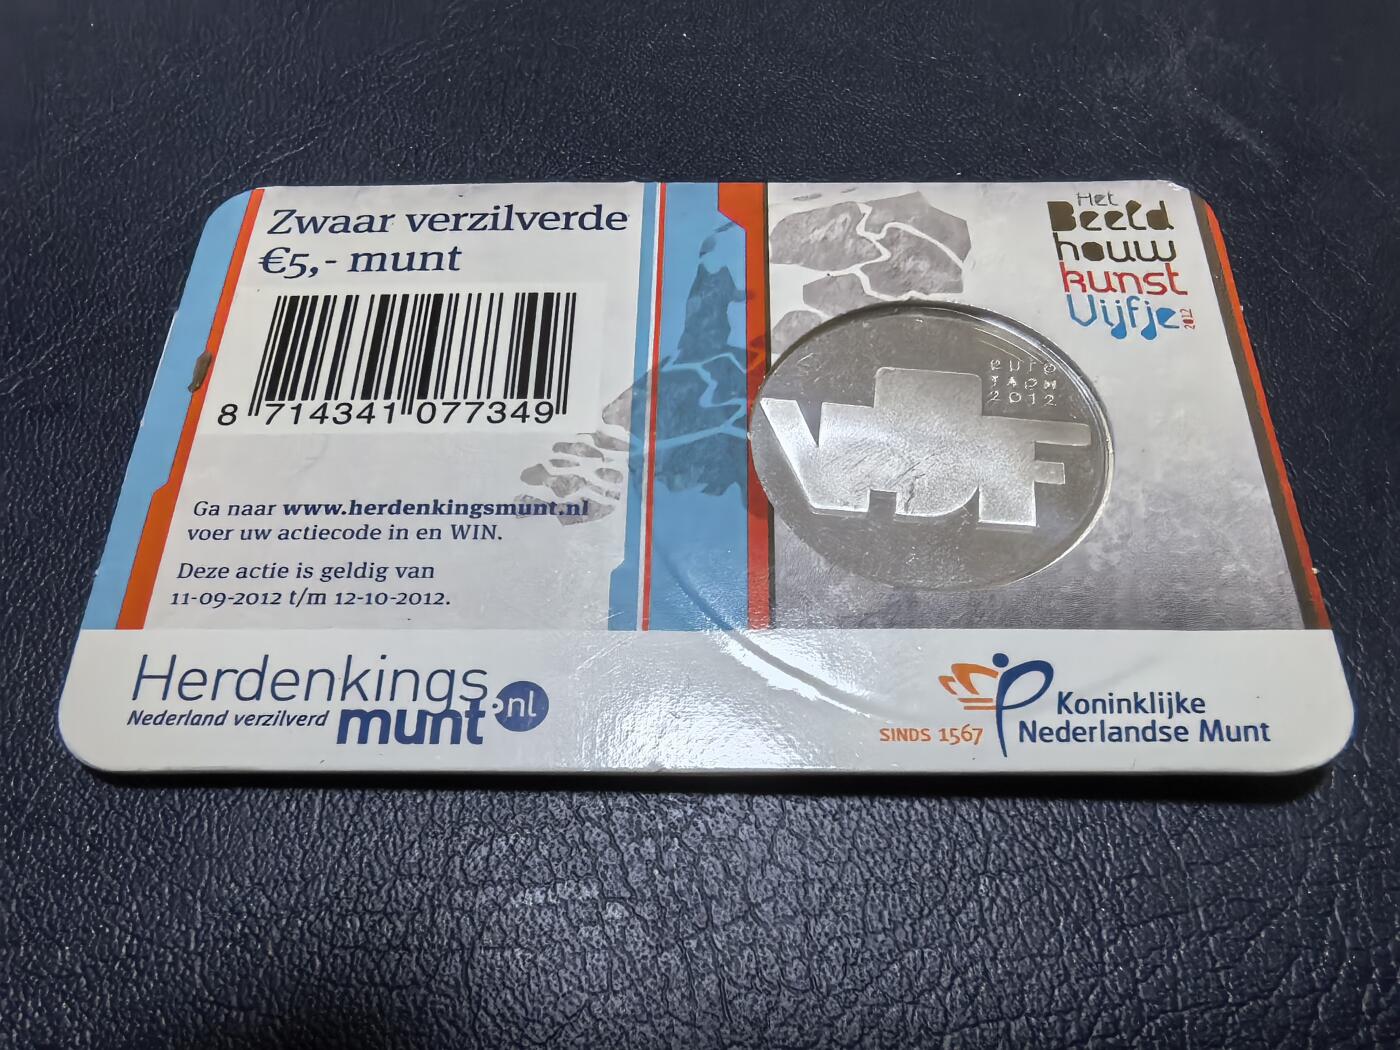 Zwaar verzilverde
€5,- munt
8 714341 077349
Ga naar www.herdenkingsmunt.nl
voer uw actiecode in en WIN.
Deze actie is geldig van
11-09-2012 t/m 12-10-2012.
Herdenkings
Nederland verzilverd munt.nl
Het
Beeld
houw
kunst
Vijfje 2012
V5F
2012
SINDS 1567
Koninklijke
Nederlandse Munt